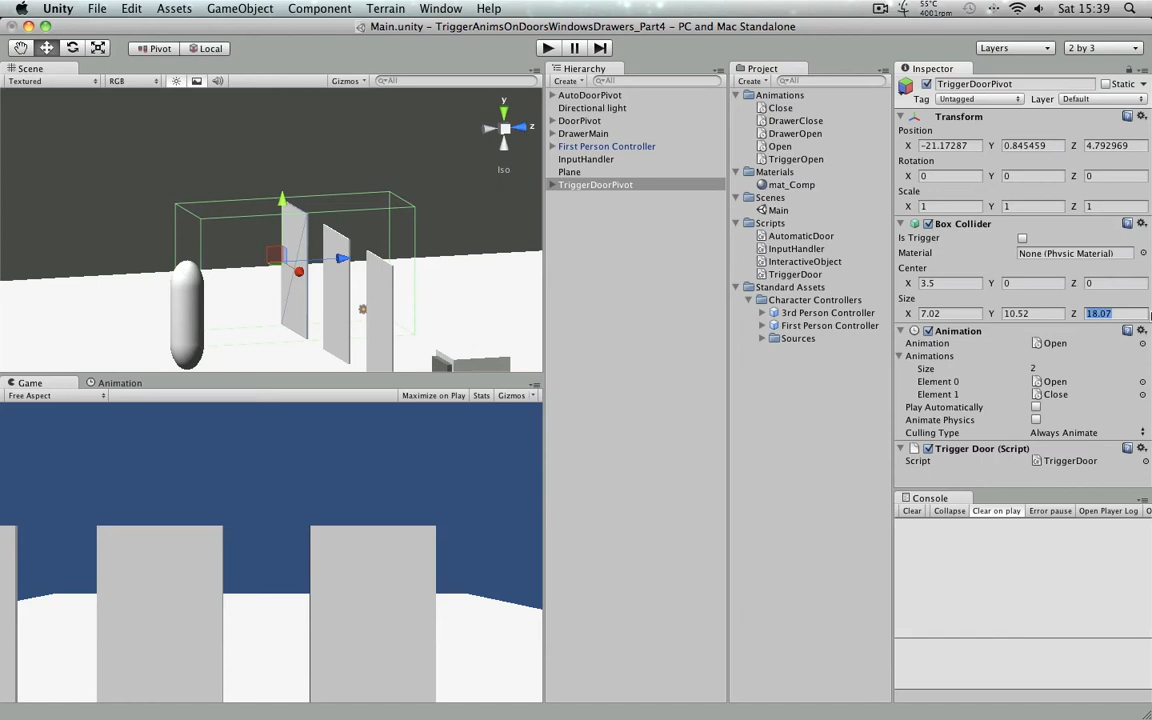 Unity File Edit Assets GameObject Component Terrain Window Help 55°C 4001rpm Sat 15:39
Main.unity - TriggerAnimsOnDoorsWindowsDrawers_Part4 - PC and Mac Standalone
Pivot Local Layers 2 by 3
Scene
Textured RGB Gizmos All
y
z
Iso
Game Animation
Free Aspect Maximize on Play Stats Gizmos
Hierarchy
Create All
AutoDoorPivot
Directional light
DoorPivot
DrawerMain
First Person Controller
InputHandler
Plane
TriggerDoorPivot
Project
Create All
Animations
Close
DrawerClose
DrawerOpen
Open
TriggerOpen
Materials
mat_Comp
Scenes
Main
Scripts
AutomaticDoor
InputHandler
InteractiveObject
TriggerDoor
Standard Assets
Character Controllers
3rd Person Controller
First Person Controller
Sources
Inspector
TriggerDoorPivot Static
Tag Untagged Layer Default
Transform
Position
X -21.17287 Y 0.845459 Z 4.792969
Rotation
X 0 Y 0 Z 0
Scale
X 1 Y 1 Z 1
Box Collider
Is Trigger
Material None (Physic Material)
Center
X 3.5 Y 0 Z 0
Size
X 7.02 Y 10.52 Z 18.07
Animation
Animation Open
Animations
Size 2
Element 0 Open
Element 1 Close
Play Automatically
Animate Physics
Culling Type Always Animate
Trigger Door (Script)
Script TriggerDoor
Console
Clear Collapse Clear on play Error pause Open Player Log O